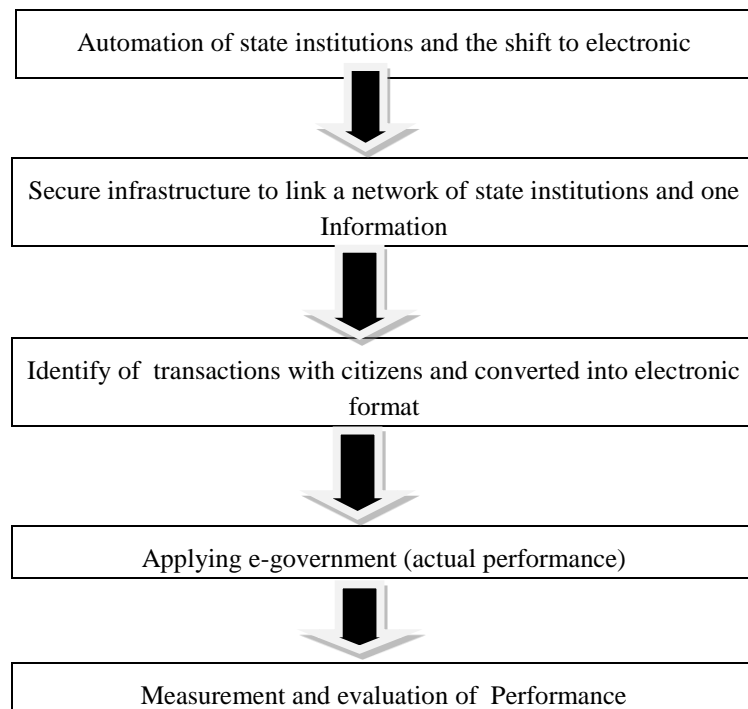 Automation of state institutions and the shift to electronic
Secure infrastructure to link a network of state institutions and one
Information
Identify of transactions with citizens and converted into electronic
format
Applying e-government (actual performance)
Measurement and evaluation of Performance